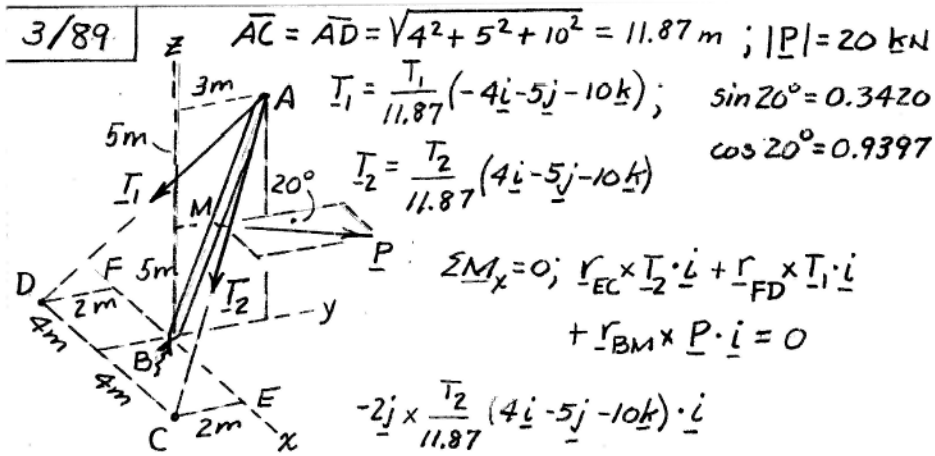 3/89
AC = AD = √4² + 5² + 10² = 11.87 m ; |P| = 20 kN
T₁ = T₁/11.87 (-4i - 5j - 10k) ; sin 20° = 0.3420
cos 20° = 0.9397
T₂ = T₂/11.87 (4i - 5j - 10k)
ΣMₓ = 0; r_EC × T₂·i + r_FD × T₁·i
+ r_BM × P·i = 0
-2j × T₂/11.87 (4i - 5j - 10k)·i
z
3m
A
5m
T₁
M
20°
P
D
F
5m
T₂
2m
y
4m
B
4m
E
C
2m
x